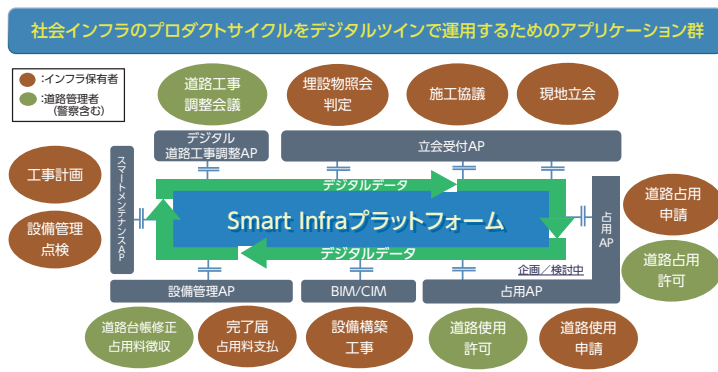 社会インフラのプロダクトサイクルをデジタルツインで運用するためのアプリケーション群
●:インフラ保有者
●:道路管理者
(警察含む)
道路工事
調整会議
埋設物照会
判定
施工協議
現地立会
デジタル
道路工事調整AP
立会受付AP
工事計画
設備管理
点検
スマートメンテナンスAP
デジタルデータ
Smart Infraプラットフォーム
デジタルデータ
占用AP
道路占用
申請
道路占用
許可
企画/検討中
設備管理AP
BIM/CIM
占用AP
道路台帳修正
占用料徴収
完了届
占用料支払
設備構築
工事
道路使用
許可
道路使用
申請